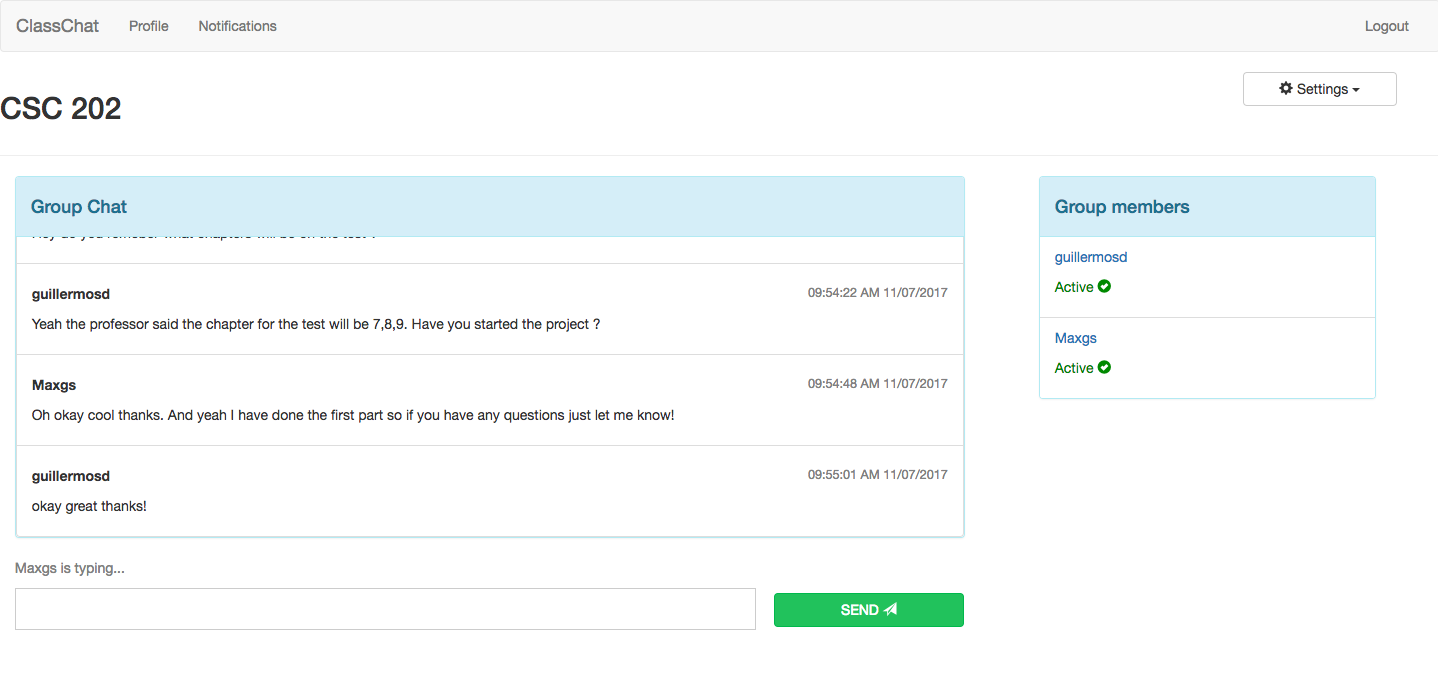 ClassChat Profile Notifications Logout
CSC 202
Settings
Group Chat
guillermosd 09:54:22 AM 11/07/2017
Yeah the professor said the chapter for the test will be 7,8,9. Have you started the project ?
Maxgs 09:54:48 AM 11/07/2017
Oh okay cool thanks. And yeah I have done the first part so if you have any questions just let me know!
guillermosd 09:55:01 AM 11/07/2017
okay great thanks!
Maxgs is typing...
SEND
Group members
guillermosd
Active
Maxgs
Active